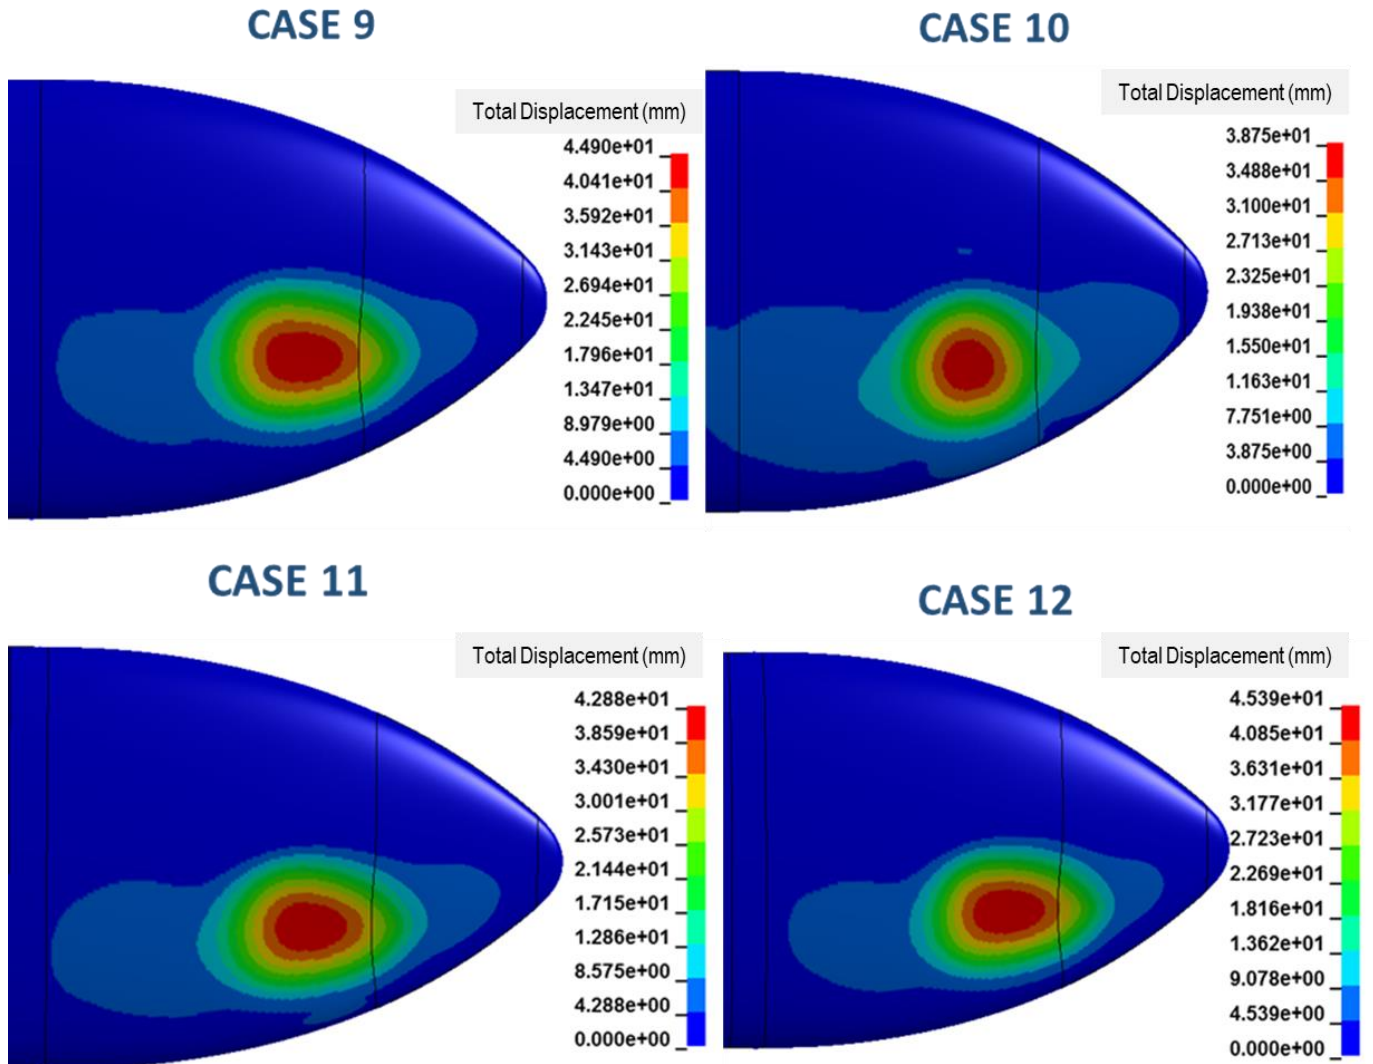 CASE 9
Total Displacement (mm)
4.490e+01
4.041e+01
3.592e+01
3.143e+01
2.694e+01
2.245e+01
1.796e+01
1.347e+01
8.979e+00
4.490e+00
0.000e+00
CASE 10
Total Displacement (mm)
3.875e+01
3.488e+01
3.100e+01
2.713e+01
2.325e+01
1.938e+01
1.550e+01
1.163e+01
7.751e+00
3.875e+00
0.000e+00
CASE 11
Total Displacement (mm)
4.288e+01
3.859e+01
3.430e+01
3.001e+01
2.573e+01
2.144e+01
1.715e+01
1.286e+01
8.575e+00
4.288e+00
0.000e+00
CASE 12
Total Displacement (mm)
4.539e+01
4.085e+01
3.631e+01
3.177e+01
2.723e+01
2.269e+01
1.816e+01
1.362e+01
9.078e+00
4.539e+00
0.000e+00